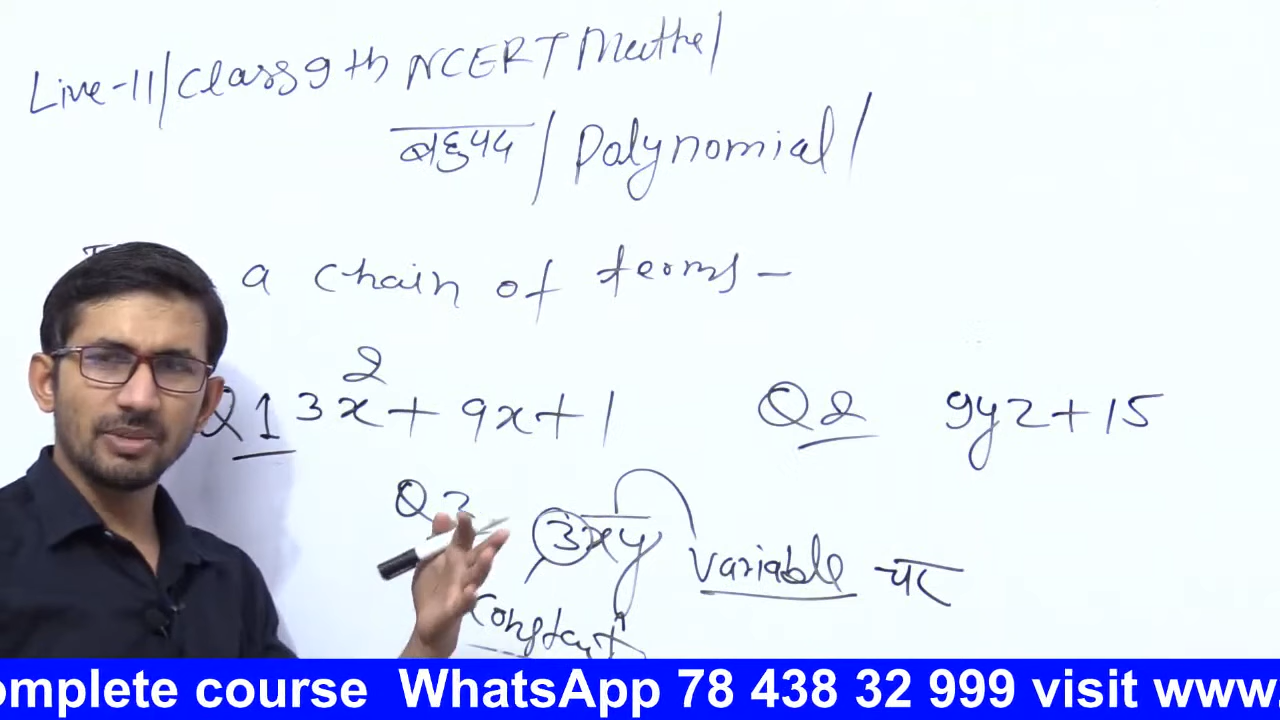 Live-11/Class 9th NCERT Maths/
बहुपद/Polynomial/
a chain of terms-
Q1 3x²+9x+1
Q2 9yz+15
Q3 3xy variable चर
Constant
omplete course WhatsApp 78 438 32 999 visit www.